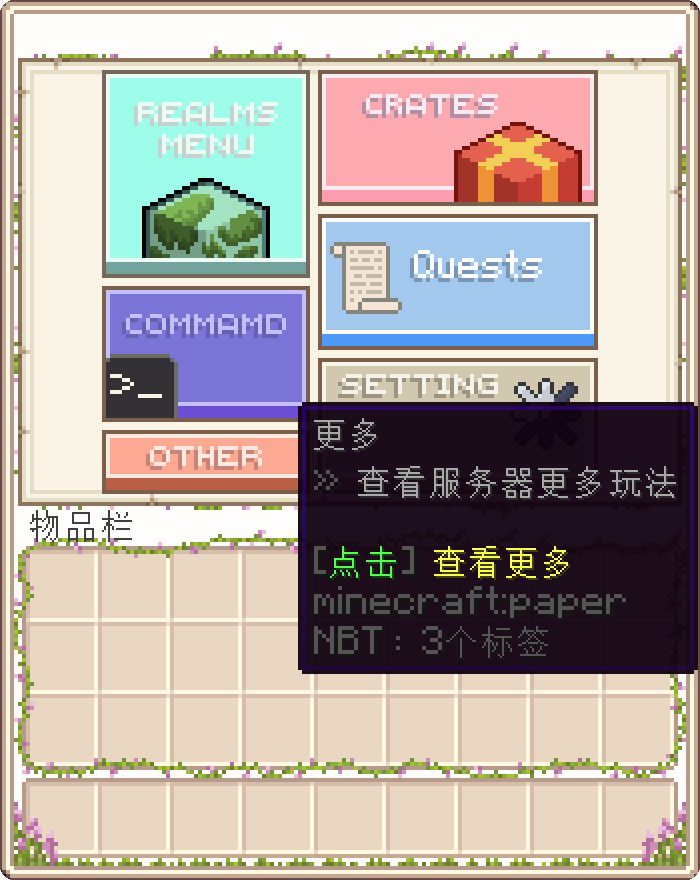 REALMS
MENU
CRATES
Quests
COMMAMD
>_
SETTING
OTHER
更多
» 查看服务器更多玩法
[点击] 查看更多
minecraft:paper
NBT: 3个标签
物品栏